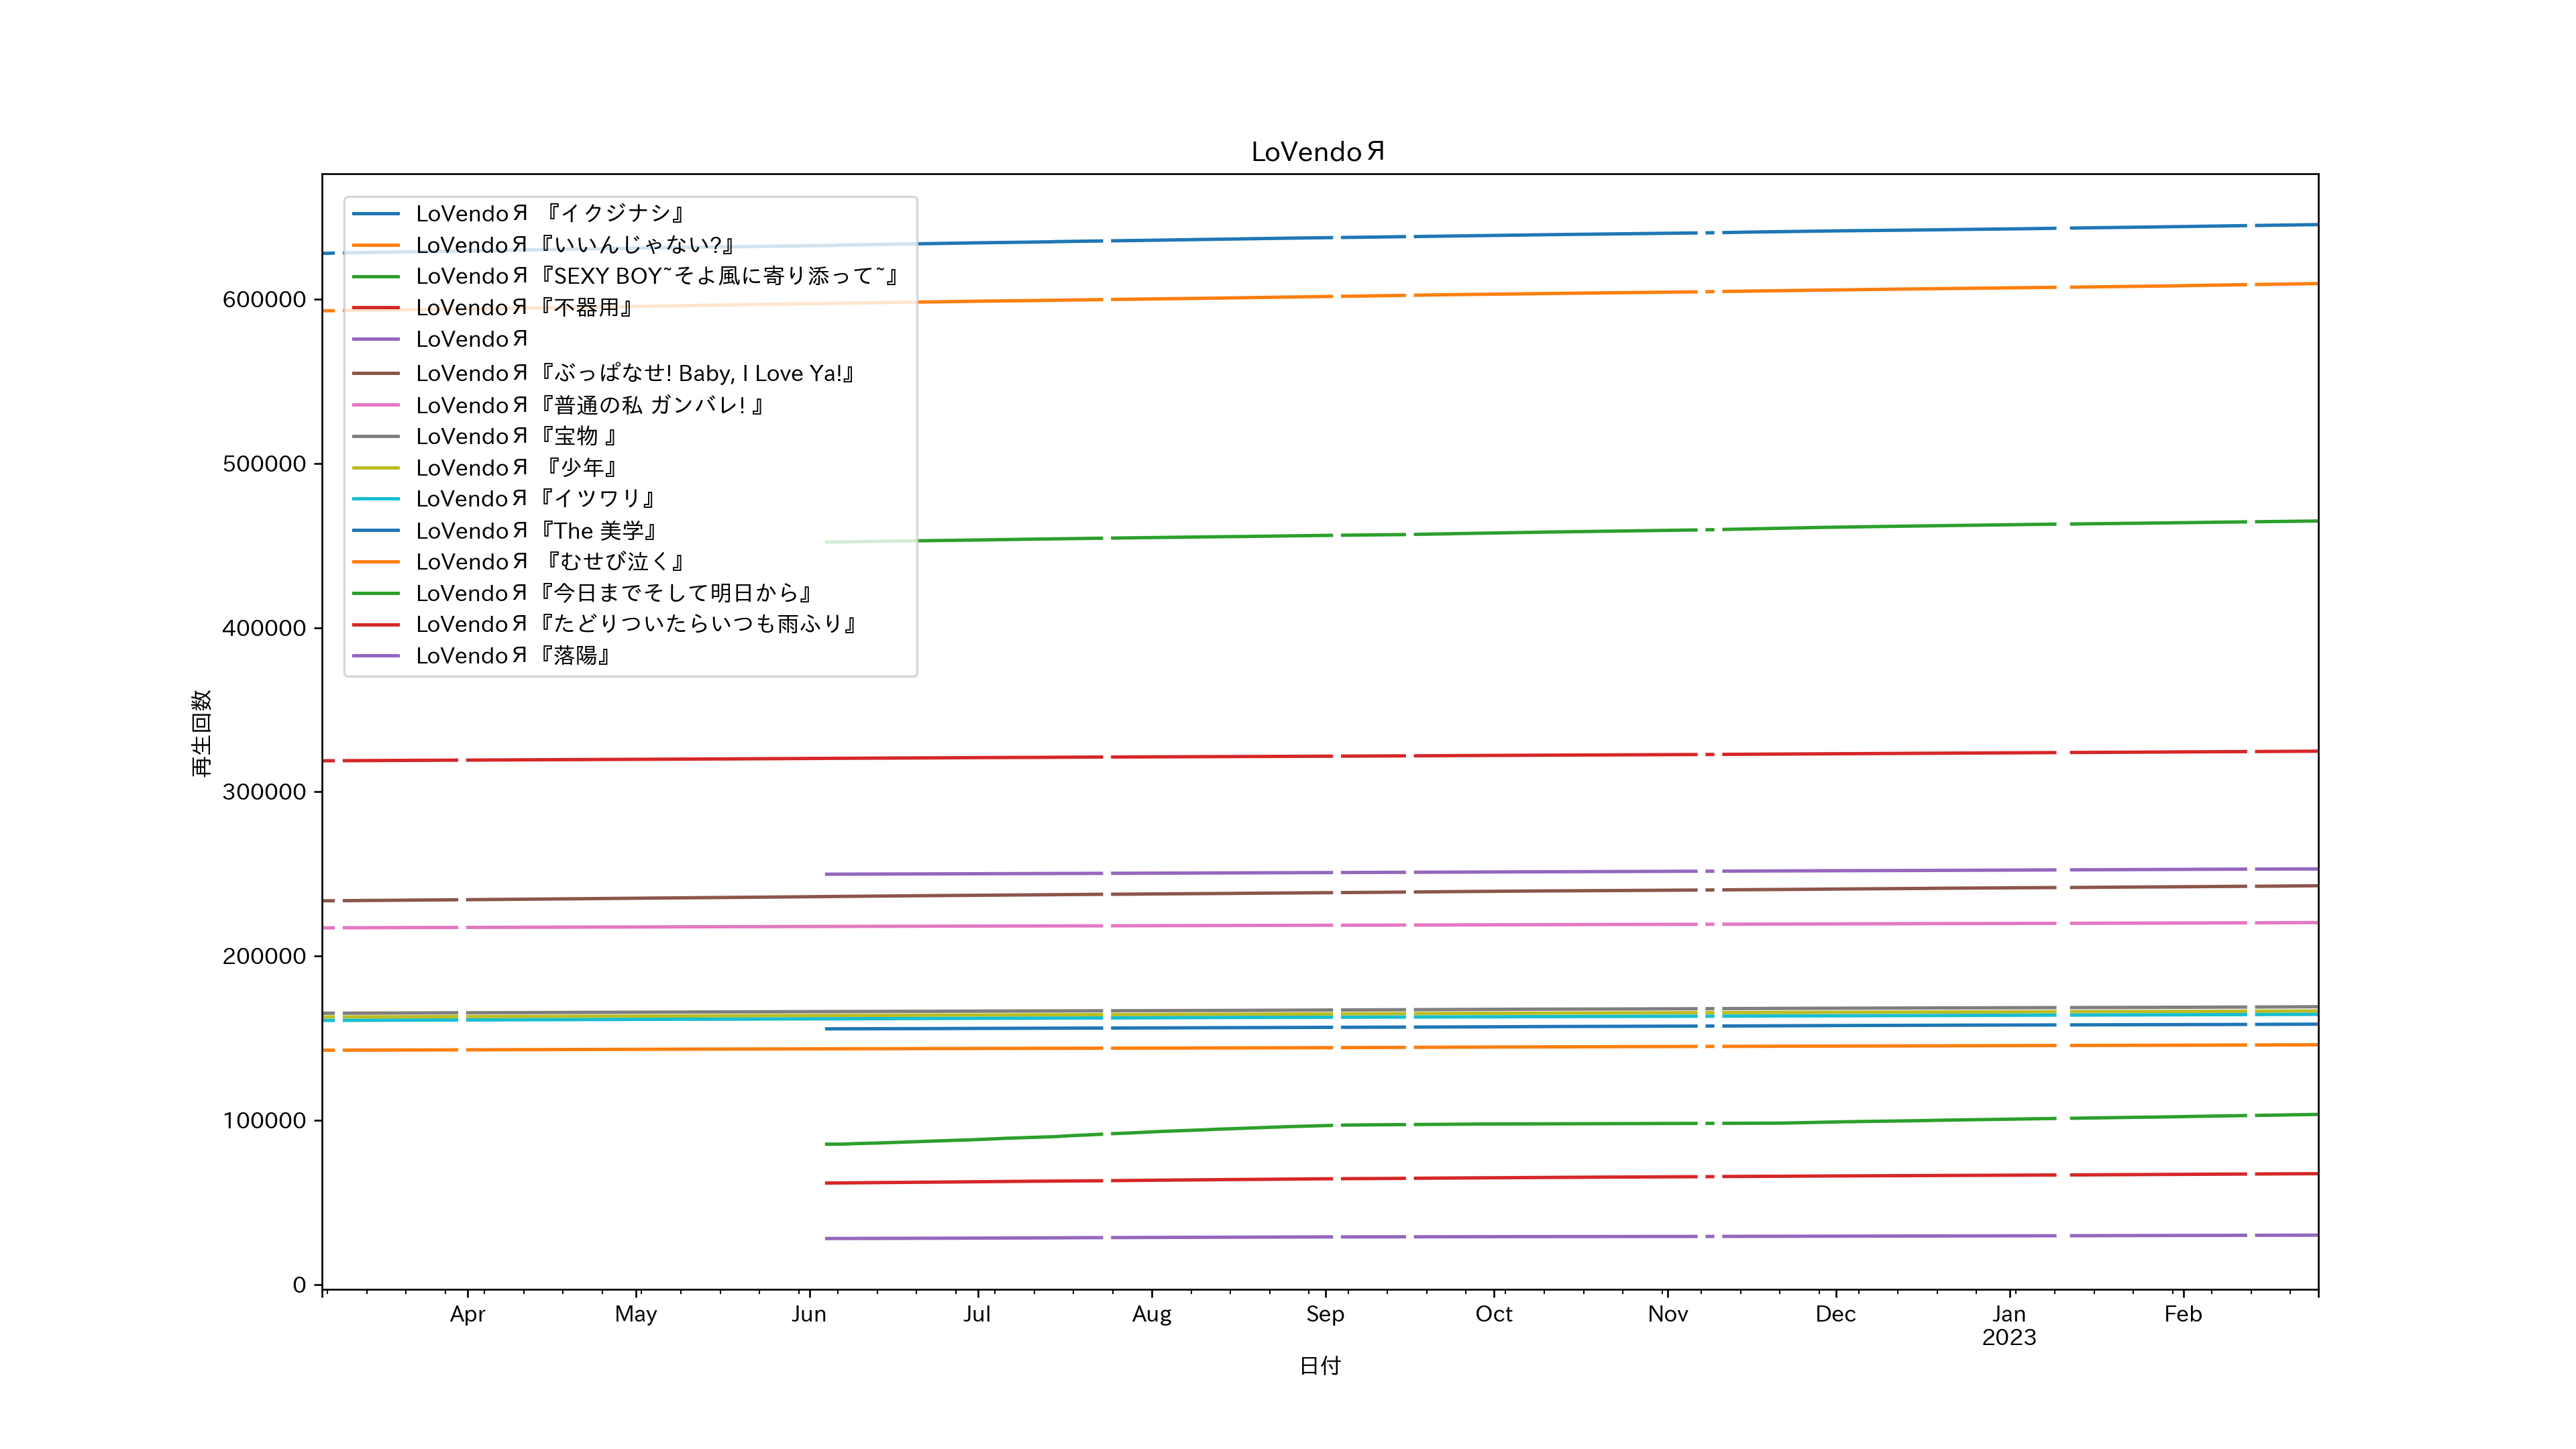 LoVendoЯ
LoVendoЯ 『イクジナシ』
LoVendoЯ『いいんじゃない?』
LoVendoЯ『SEXY BOY~そよ風に寄り添って~』
LoVendoЯ『不器用』
LoVendoЯ
LoVendoЯ『ぶっぱなせ! Baby, I Love Ya!』
LoVendoЯ『普通の私 ガンバレ! 』
LoVendoЯ『宝物 』
LoVendoЯ 『少年』
LoVendoЯ『イツワリ』
LoVendoЯ『The 美学』
LoVendoЯ 『むせび泣く』
LoVendoЯ『今日までそして明日から』
LoVendoЯ『たどりついたらいつも雨ふり』
LoVendoЯ『落陽』
600000
500000
400000
300000
200000
100000
0
再生回数
Apr May Jun Jul Aug Sep Oct Nov Dec Jan Feb
2023
日付